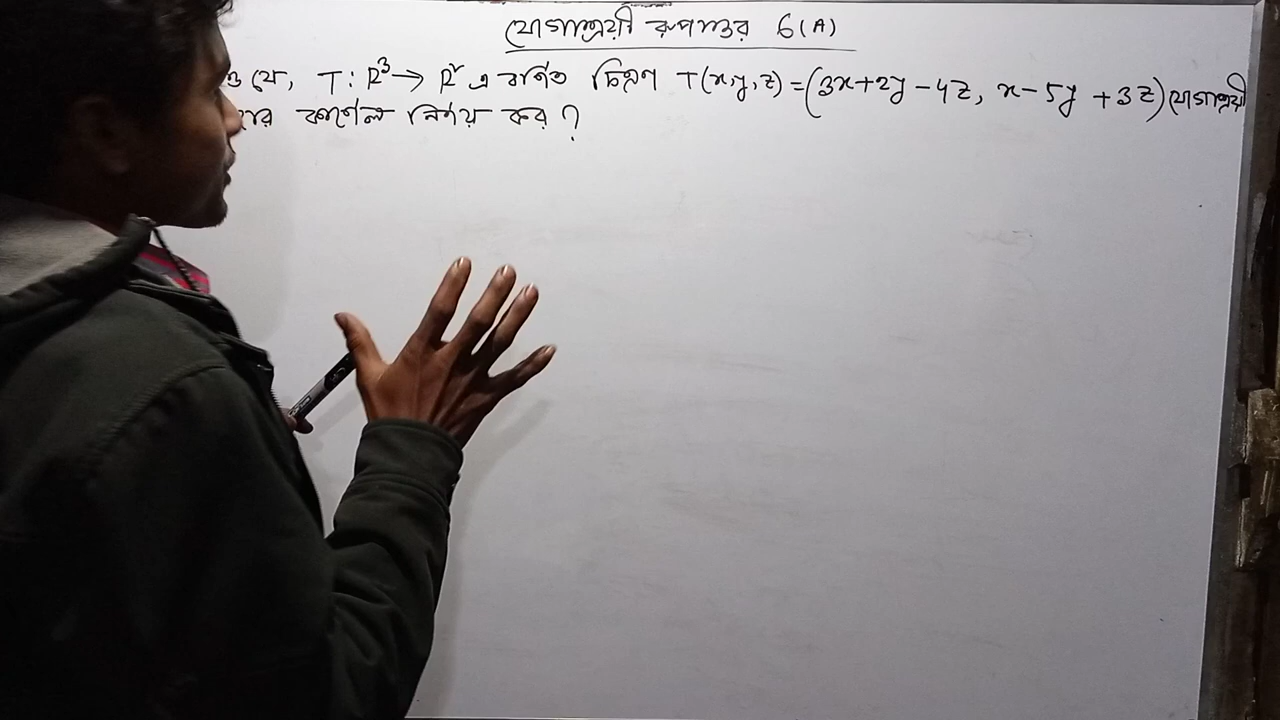 যোগাশ্রয়ী রূপান্তর 6(A)
যে, T: R³→ R² এ বর্ণিত চিত্রণ T(x,y,z)=(3x+2y-4z, x-5y+3z) যোগাশ্রয়ী
কার্ণেল নির্ণয় কর ?